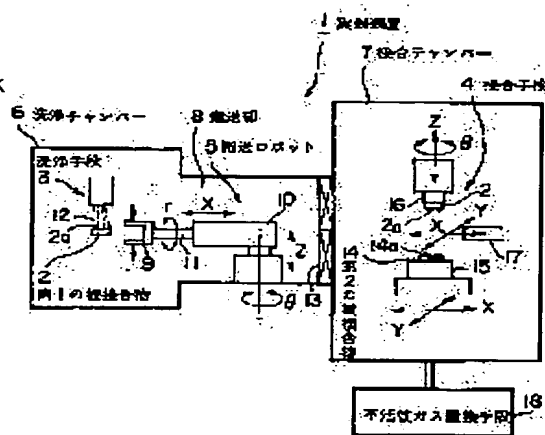 1 実装装置
7 接合チャンバー
4 接合手段
6 洗浄チャンバー
8 搬送部
5 搬送ロボット
洗浄手段
3
12
2a
2
第1の被接合物
9
r
11
X
10
Z
θ
13
Z
θ
16
2
2a
Y
X
14a
17
14 第2の被接合物
15
X
Y
不活性ガス置換手段
18